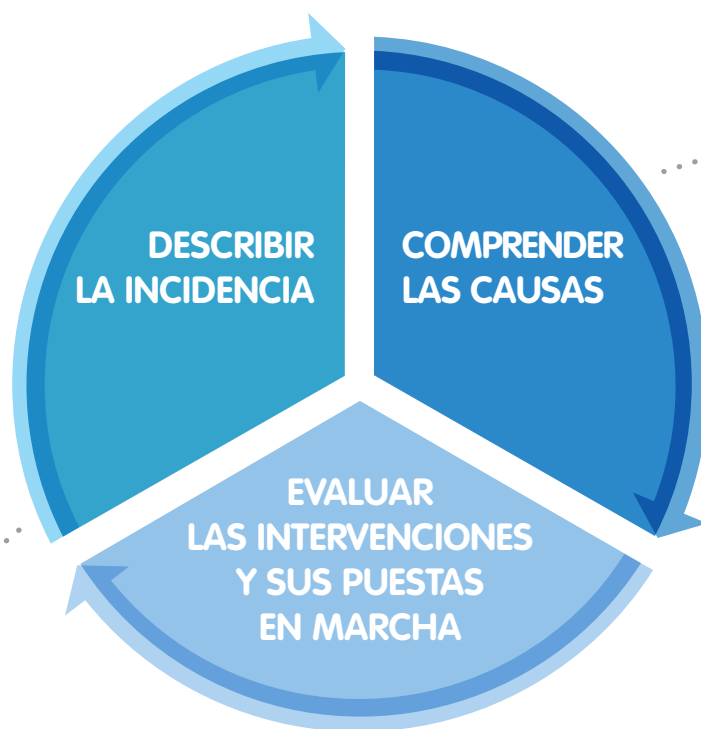 DESCRIBIR
LA INCIDENCIA
COMPRENDER
LAS CAUSAS
EVALUAR
LAS INTERVENCIONES
Y SUS PUESTAS
EN MARCHA